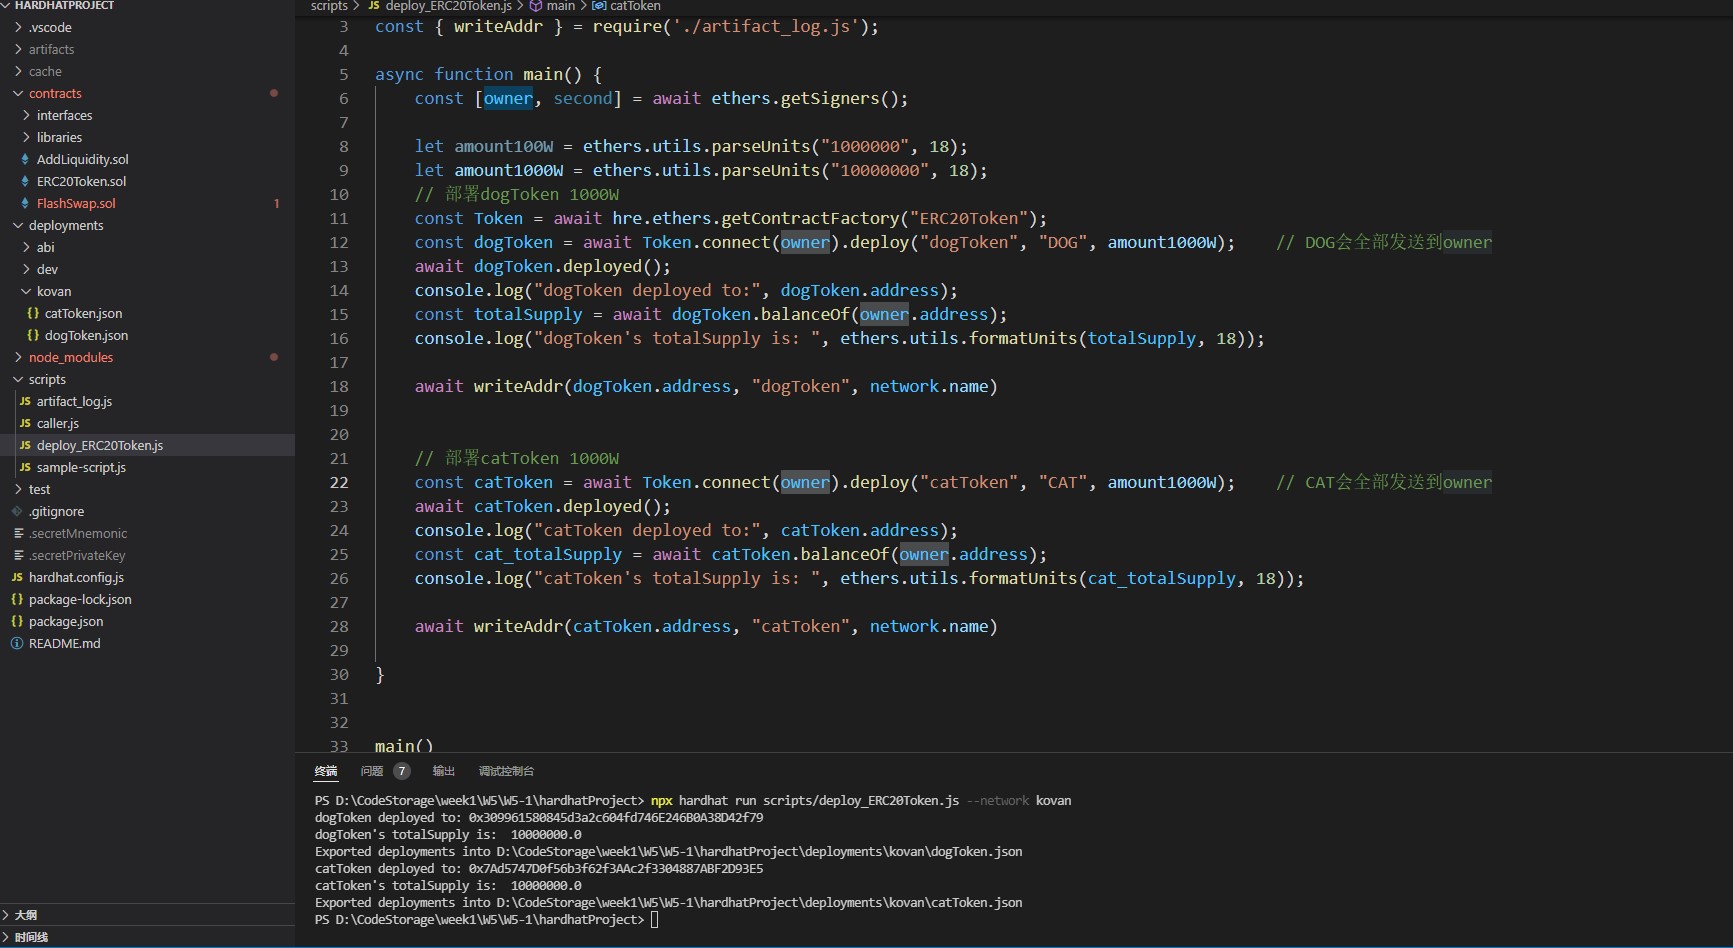 HARDHATPROJECT
.vscode
artifacts
cache
contracts
interfaces
libraries
AddLiquidity.sol
ERC20Token.sol
FlashSwap.sol 1
deployments
abi
dev
kovan
{} catToken.json
{} dogToken.json
node_modules
scripts
JS artifact_log.js
JS caller.js
JS deploy_ERC20Token.js
JS sample-script.js
test
.gitignore
.secretMnemonic
.secretPrivateKey
JS hardhat.config.js
{} package-lock.json
{} package.json
README.md
大纲
时间线
scripts > JS deploy_ERC20Token.js > main > catToken
3 const { writeAddr } = require('./artifact_log.js');
4
5 async function main() {
6 const [owner, second] = await ethers.getSigners();
7
8 let amount100W = ethers.utils.parseUnits("1000000", 18);
9 let amount1000W = ethers.utils.parseUnits("10000000", 18);
10 // 部署dogToken 1000W
11 const Token = await hre.ethers.getContractFactory("ERC20Token");
12 const dogToken = await Token.connect(owner).deploy("dogToken", "DOG", amount1000W); // DOG会全部发送到owner
13 await dogToken.deployed();
14 console.log("dogToken deployed to:", dogToken.address);
15 const totalSupply = await dogToken.balanceOf(owner.address);
16 console.log("dogToken's totalSupply is: ", ethers.utils.formatUnits(totalSupply, 18));
17
18 await writeAddr(dogToken.address, "dogToken", network.name)
19
20
21 // 部署catToken 1000W
22 const catToken = await Token.connect(owner).deploy("catToken", "CAT", amount1000W); // CAT会全部发送到owner
23 await catToken.deployed();
24 console.log("catToken deployed to:", catToken.address);
25 const cat_totalSupply = await catToken.balanceOf(owner.address);
26 console.log("catToken's totalSupply is: ", ethers.utils.formatUnits(cat_totalSupply, 18));
27
28 await writeAddr(catToken.address, "catToken", network.name)
29
30 }
31
32
33 main()
终端 问题 7 输出 调试控制台
PS D:\CodeStorage\week1\W5\W5-1\hardhatProject> npx hardhat run scripts/deploy_ERC20Token.js --network kovan
dogToken deployed to: 0x309961580845d3a2c604fd746E246B0A38D42f79
dogToken's totalSupply is:  10000000.0
Exported deployments into D:\CodeStorage\week1\W5\W5-1\hardhatProject\deployments\kovan\dogToken.json
catToken deployed to: 0x7Ad5747D0f56b3f62f3AAc2f3304887ABF2D93E5
catToken's totalSupply is:  10000000.0
Exported deployments into D:\CodeStorage\week1\W5\W5-1\hardhatProject\deployments\kovan\catToken.json
PS D:\CodeStorage\week1\W5\W5-1\hardhatProject>